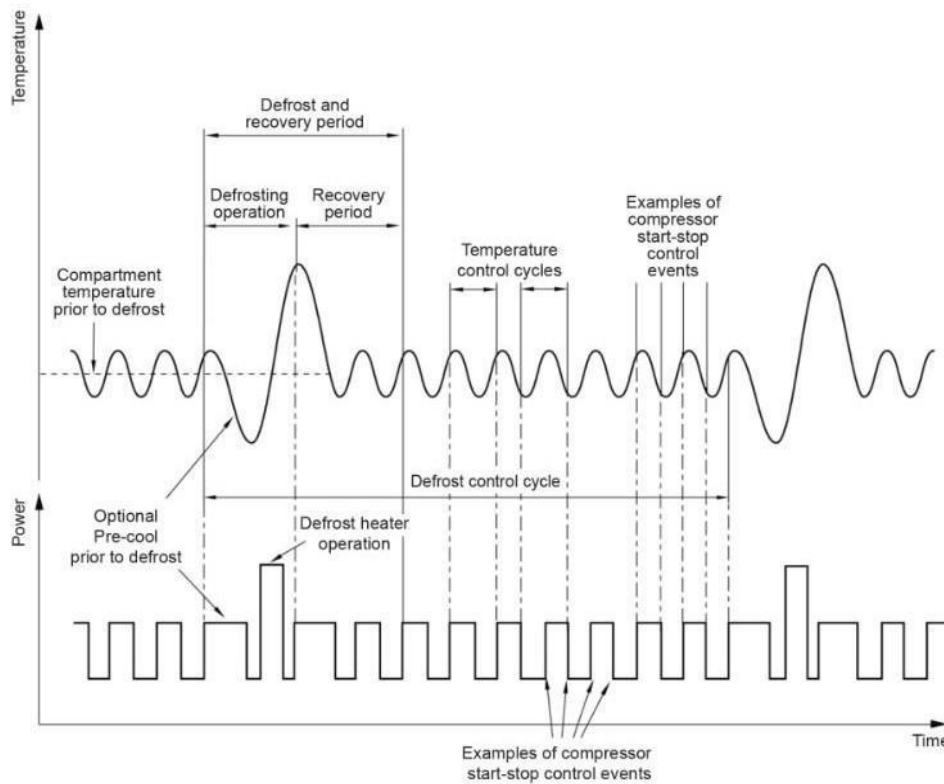 Temperature
Defrost and
recovery period
Defrosting
operation
Recovery
period
Examples of
compressor
start-stop
control
events
Temperature
control cycles
Compartment
temperature
prior to defrost
Defrost control cycle
Power
Optional
Pre-cool
prior to defrost
Defrost heater
operation
Time
Examples of compressor
start-stop control events